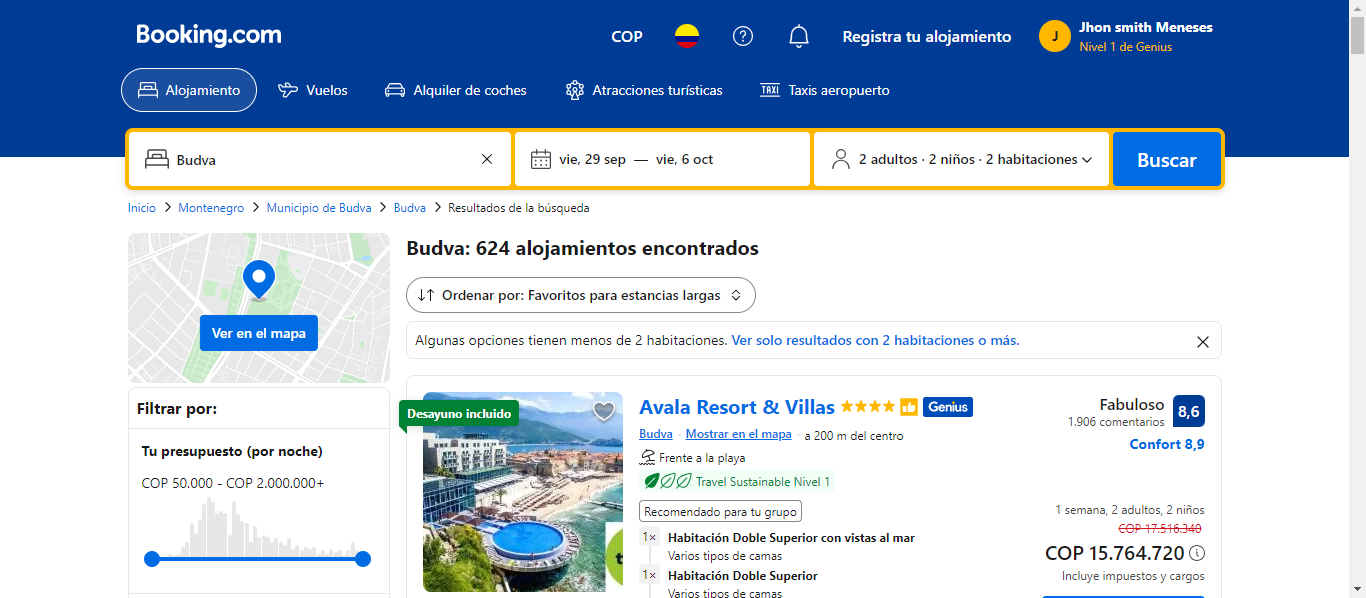 Booking.com
COP
Registra tu alojamiento
J
Jhon smith Meneses
Nivel 1 de Genius
Alojamiento
Vuelos
Alquiler de coches
Atracciones turísticas
TAXI
Taxis aeropuerto
Budva
vie, 29 sep — vie, 6 oct
2 adultos · 2 niños · 2 habitaciones
Buscar
Inicio > Montenegro > Municipio de Budva > Budva > Resultados de la búsqueda
Ver en el mapa
Filtrar por:
Tu presupuesto (por noche)
COP 50.000 - COP 2.000.000+
Budva: 624 alojamientos encontrados
Ordenar por: Favoritos para estancias largas
Algunas opciones tienen menos de 2 habitaciones. Ver solo resultados con 2 habitaciones o más.
Desayuno incluido
Avala Resort & Villas
Genius
Budva · Mostrar en el mapa · a 200 m del centro
Frente a la playa
Travel Sustainable Nivel 1
Recomendado para tu grupo
1× Habitación Doble Superior con vistas al mar
Varios tipos de camas
1× Habitación Doble Superior
Varios tipos de camas
Fabuloso
1.906 comentarios
8,6
Confort 8,9
1 semana, 2 adultos, 2 niños
COP 17.516.340
COP 15.764.720
Incluye impuestos y cargos